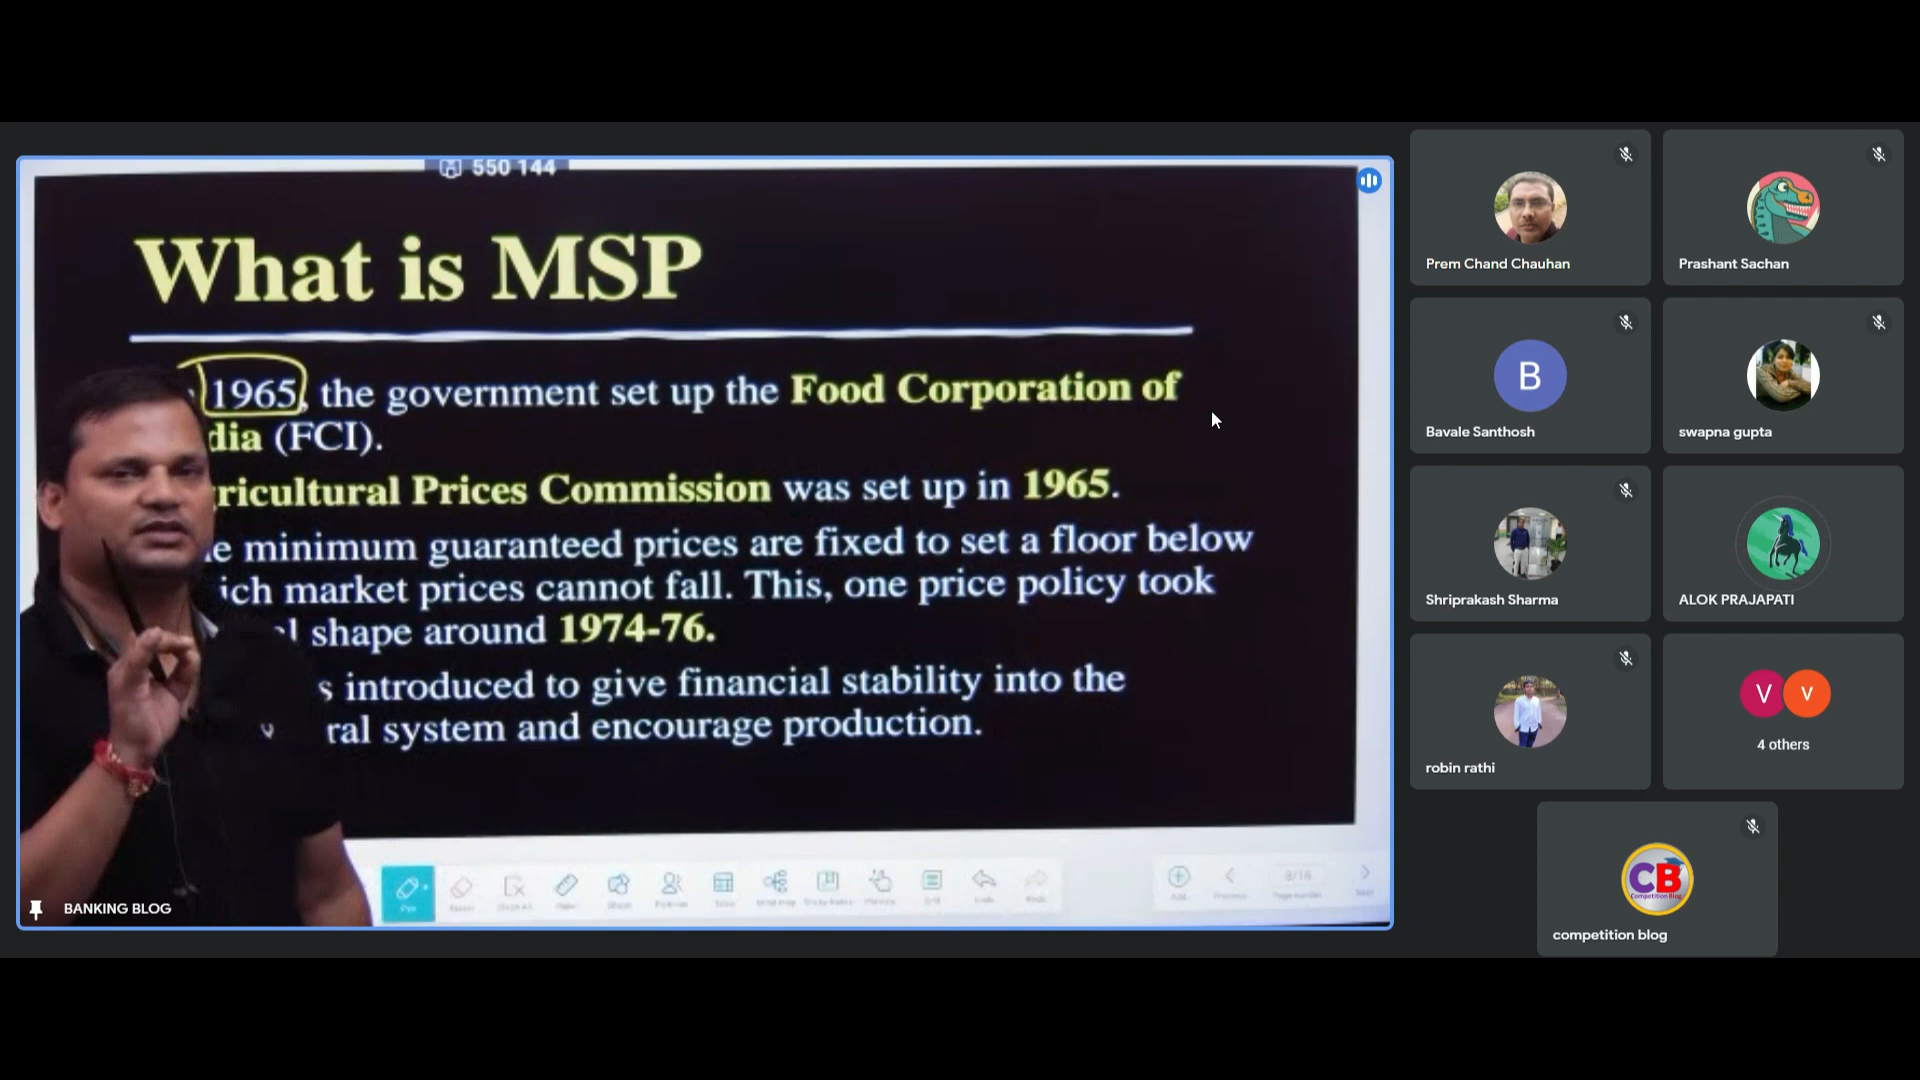 550 144
What is MSP
1965, the government set up the Food Corporation of
dia (FCI).
ricultural Prices Commission was set up in 1965.
e minimum guaranteed prices are fixed to set a floor below
ich market prices cannot fall. This, one price policy took
l shape around 1974-76.
s introduced to give financial stability into the
ral system and encourage production.
BANKING BLOG
Prem Chand Chauhan
Prashant Sachan
B
Bavale Santhosh
swapna gupta
Shriprakash Sharma
ALOK PRAJAPATI
robin rathi
V V
4 others
CB
Competition Blog
competition blog